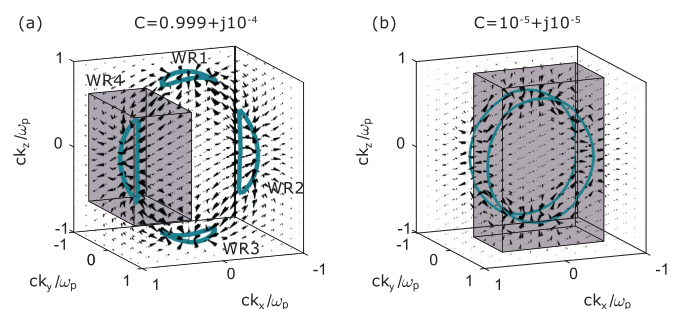 (a) C=0.999+j10⁻⁴
1
WR1
WR4
ck_z/ω_p
0
WR2
-1
WR3
-1
0
1
ck_y/ω_p
1
0
-1
ck_x/ω_p
(b) C=10⁻⁵+j10⁻⁵
1
ck_z/ω_p
0
-1
-1
0
1
ck_y/ω_p
1
0
-1
ck_x/ω_p